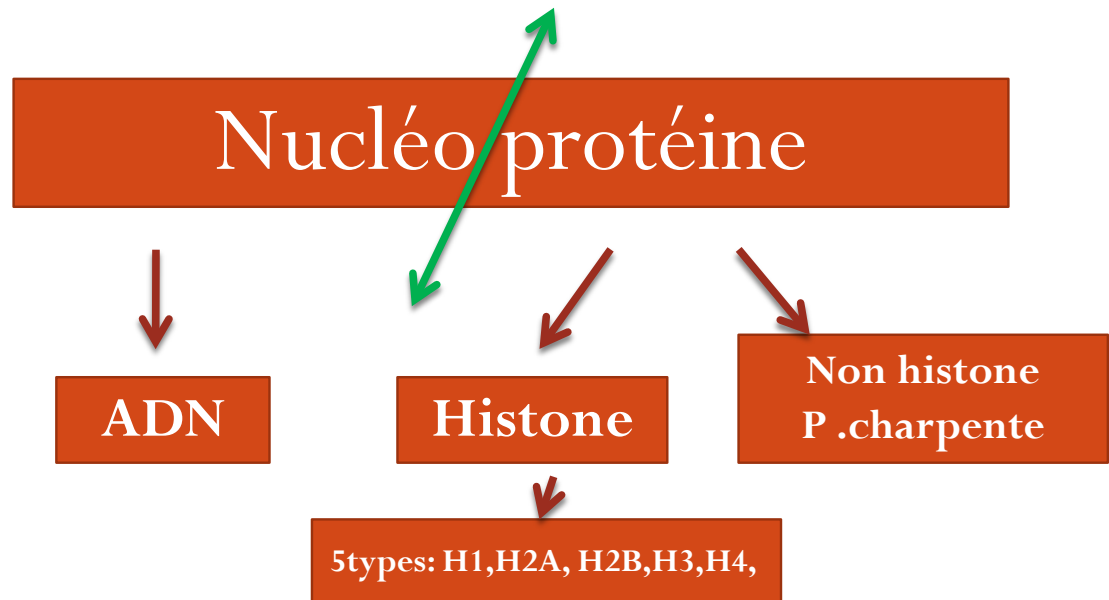 Nucléo protéine
ADN
Histone
Non histone
P .charpente
5types: H1,H2A, H2B,H3,H4,